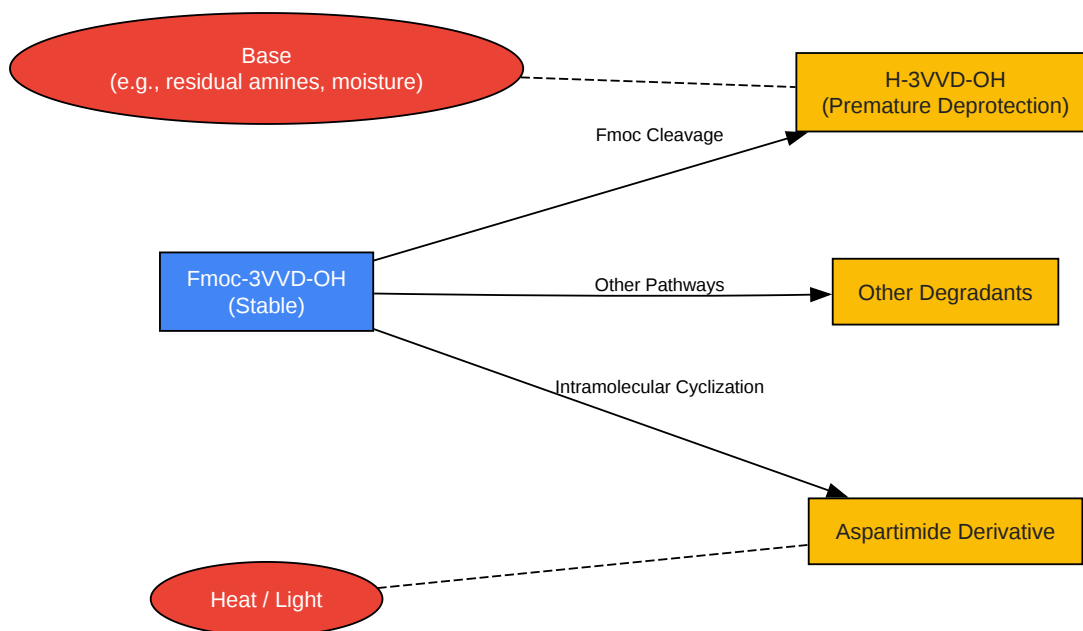 Base
(e.g., residual amines, moisture)
H-3VVD-OH
(Premature Deprotection)
Fmoc Cleavage
Fmoc-3VVD-OH
(Stable)
Other Pathways
Other Degradants
Intramolecular Cyclization
Aspartimide Derivative
Heat / Light